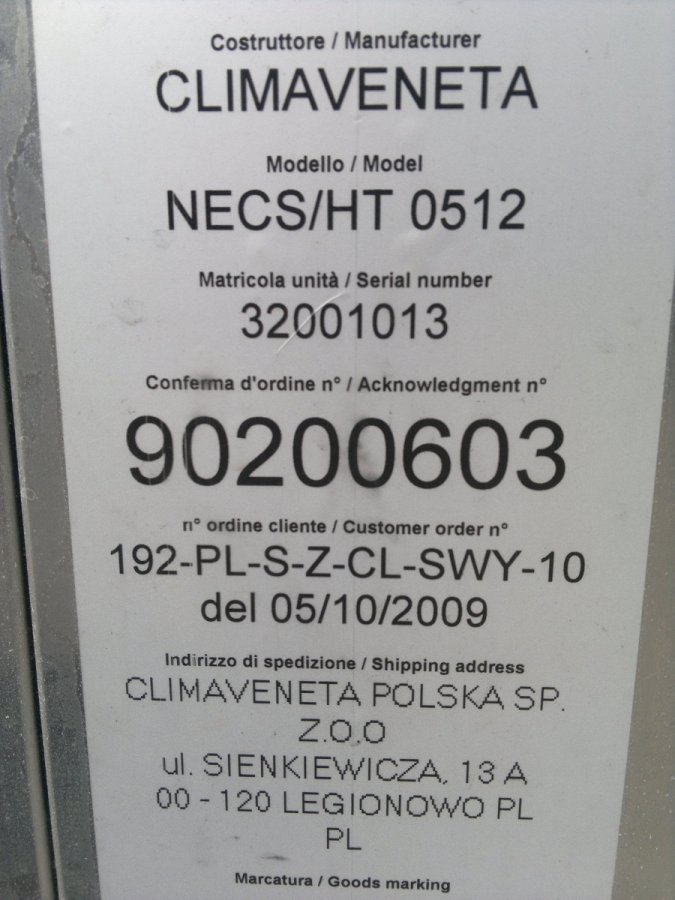 Costruttore / Manufacturer
CLIMAVENETA
Modello / Model
NECS/HT 0512
Matricola unità / Serial number
32001013
Conferma d'ordine n° / Acknowledgment n°
90200603
n° ordine cliente / Customer order n°
192-PL-S-Z-CL-SWY-10
del 05/10/2009
Indirizzo di spedizione / Shipping address
CLIMAVENETA POLSKA SP.
Z.O.O
ul. SIENKIEWICZA, 13 A
00 - 120 LEGIONOWO PL
PL
Marcatura / Goods marking